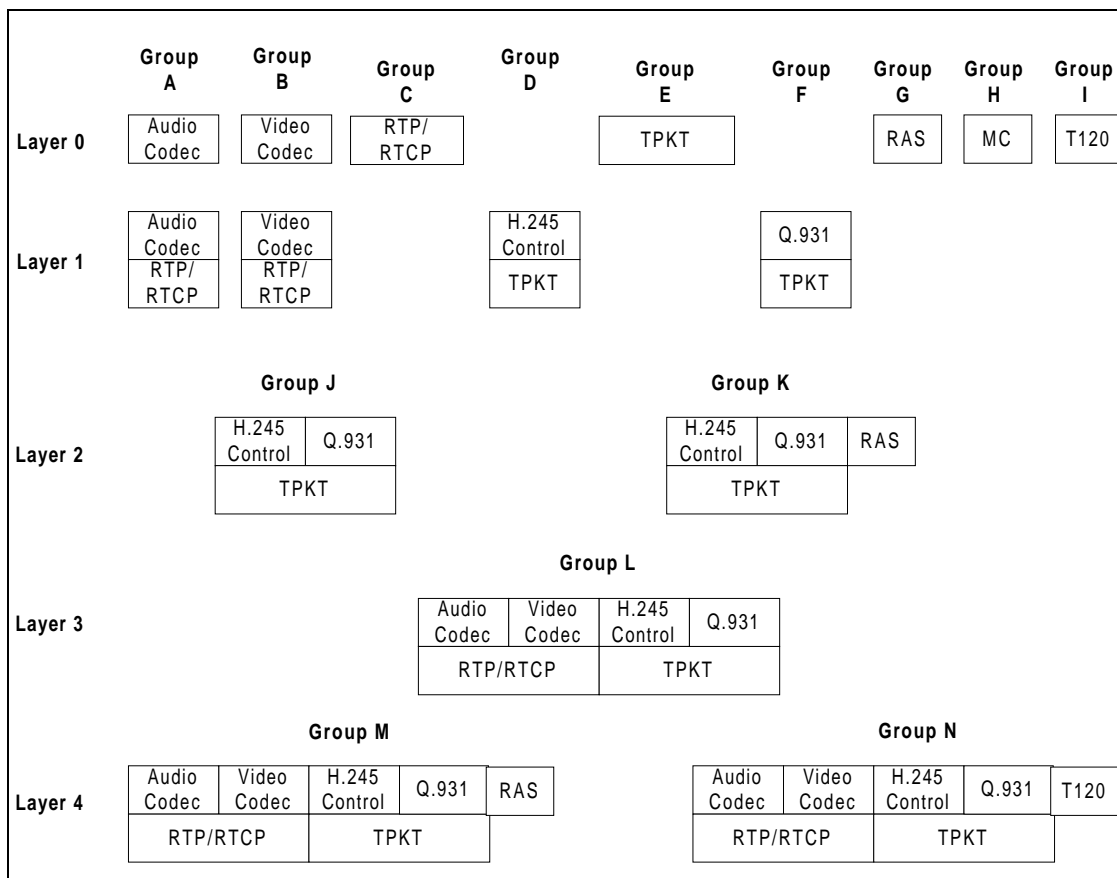 Group A
Group B
Group C
Group D
Group E
Group F
Group G
Group H
Group I
Layer 0
Audio Codec
Video Codec
RTP/ RTCP
TPKT
RAS
MC
T120
Layer 1
Audio Codec
RTP/ RTCP
Video Codec
RTP/ RTCP
H.245 Control
TPKT
Q.931
TPKT
Group J
Group K
Layer 2
H.245 Control
Q.931
TPKT
H.245 Control
Q.931
RAS
TPKT
Group L
Layer 3
Audio Codec
Video Codec
H.245 Control
Q.931
RTP/RTCP
TPKT
Group M
Group N
Layer 4
Audio Codec
Video Codec
H.245 Control
Q.931
RAS
RTP/RTCP
TPKT
Audio Codec
Video Codec
H.245 Control
Q.931
T120
RTP/RTCP
TPKT